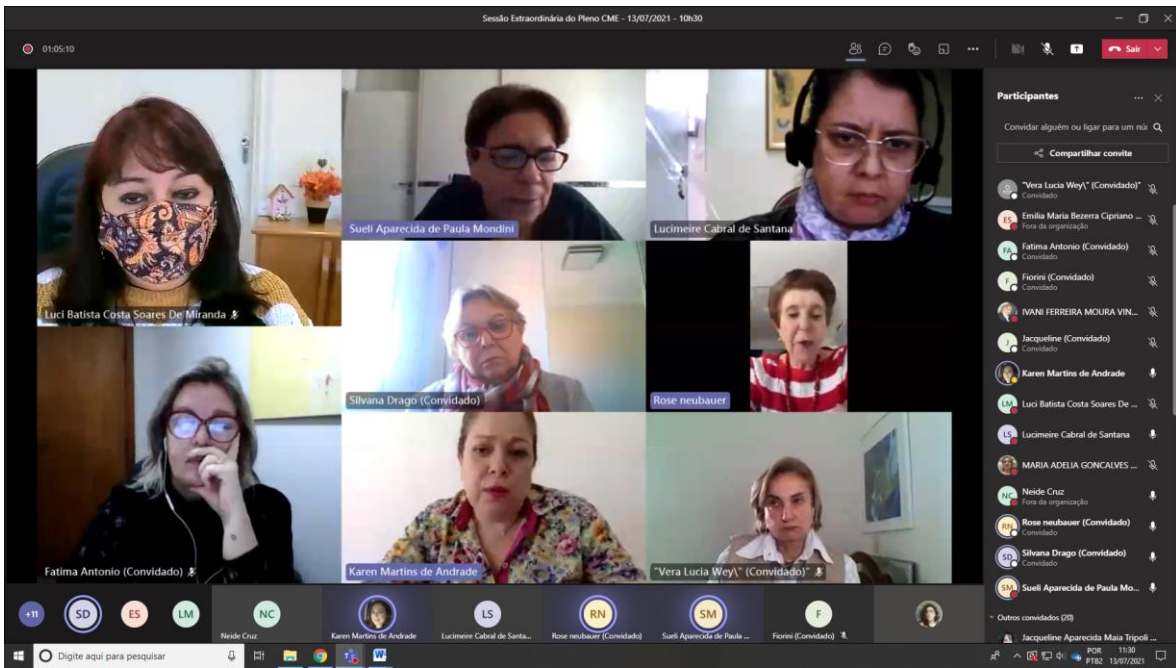 Sessão Extraordinária do Pleno CME - 13/07/2021 - 10h30
01:05:10
Sair
Luci Batista Costa Soares De Miranda
Sueli Aparecida de Paula Mondini
Lucimeire Cabral de Santana
Silvana Drago (Convidado)
Rose neubauer
Fatima Antonio (Convidado)
Karen Martins de Andrade
"Vera Lucia Wey\" (Convidado)"
Participantes
Convidar alguém ou ligar para um nú
Compartilhar convite
"Vera Lucia Wey\" (Convidado)"
Convidado
ES
Emilia Maria Bezerra Cipriano ...
Fora da organização
FA
Fatima Antonio (Convidado)
Convidado
F
Fiorini (Convidado)
Convidado
IVANI FERREIRA MOURA VIN...
J
Jacqueline (Convidado)
Convidado
Karen Martins de Andrade
LM
Luci Batista Costa Soares De ...
LS
Lucimeire Cabral de Santana
MARIA ADELIA GONCALVES ...
NC
Neide Cruz
Fora da organização
RN
Rose neubauer (Convidado)
Convidado
SD
Silvana Drago (Convidado)
Convidado
SM
Sueli Aparecida de Paula Mo...
Outros convidados (20)
Jacqueline Aparecida Maia Tripoli ...
+11
SD
ES
LM
NC
Neide Cruz
Karen Martins de Andrade
LS
Lucimeire Cabral de Santa...
RN
Rose neubauer (Convidado)
SM
Sueli Aparecida de Paula ...
F
Fiorini (Convidado)
Digite aqui para pesquisar
POR
PTB2
11:30
13/07/2021